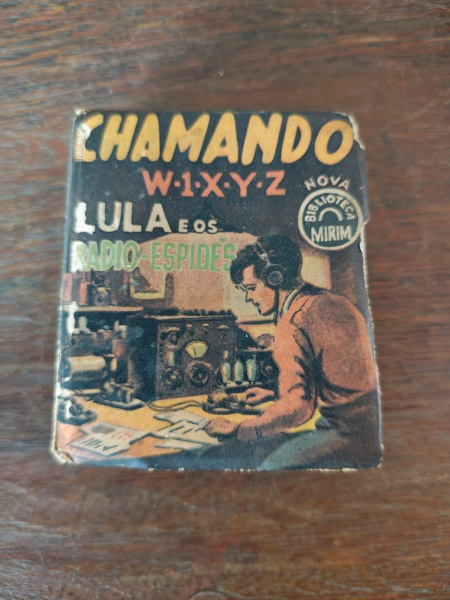 CHAMANDO
W·1·X·Y·Z
LULA E OS
RADIO-ESPIÕES
NOVA
BIBLIOTECA
MIRIM